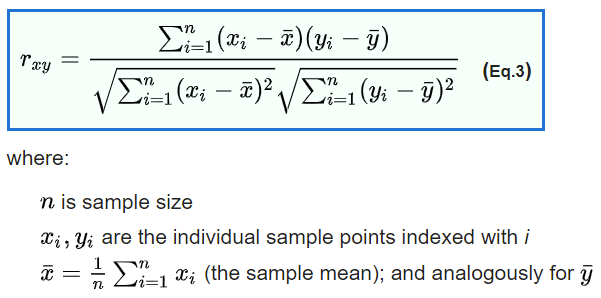 r_{xy} = \frac{\sum_{i=1}^{n} (x_i - \bar{x})(y_i - \bar{y})}{\sqrt{\sum_{i=1}^{n} (x_i - \bar{x})^2} \sqrt{\sum_{i=1}^{n} (y_i - \bar{y})^2}} (Eq.3)
where:
n is sample size
x_i, y_i are the individual sample points indexed with i
\bar{x} = \frac{1}{n} \sum_{i=1}^{n} x_i (the sample mean); and analogously for \bar{y}